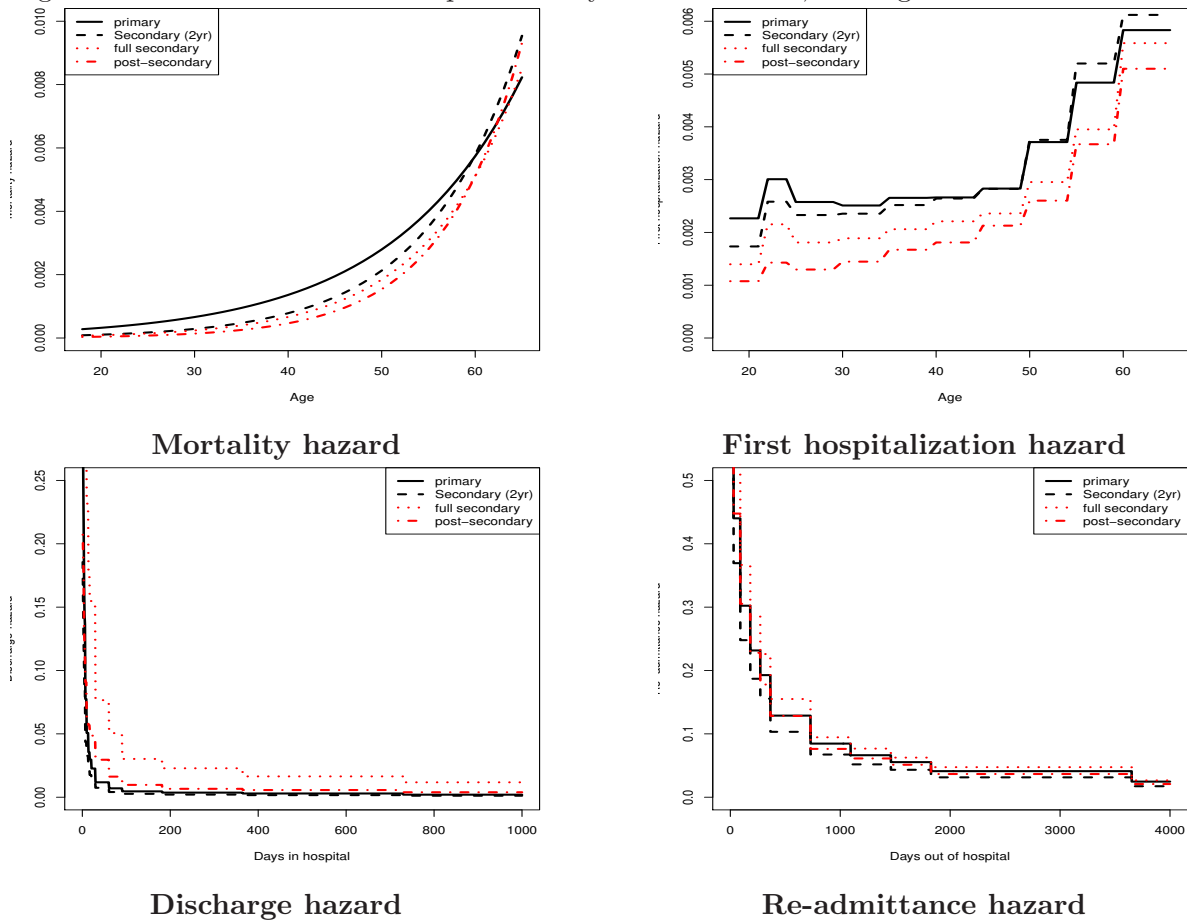 primary
Secondary (2yr)
full secondary
post−secondary
0.000 0.002 0.004 0.006 0.008 0.010
20 30 40 50 60
Age
Mortality hazard
primary
Secondary (2yr)
full secondary
post−secondary
0.000 0.001 0.002 0.003 0.004 0.005 0.006
20 30 40 50 60
Age
First hospitalization hazard
primary
Secondary (2yr)
full secondary
post−secondary
0.00 0.05 0.10 0.15 0.20 0.25
0 200 400 600 800 1000
Days in hospital
Discharge hazard
primary
Secondary (2yr)
full secondary
post−secondary
0.0 0.1 0.2 0.3 0.4 0.5
0 1000 2000 3000 4000
Days out of hospital
Re-admittance hazard